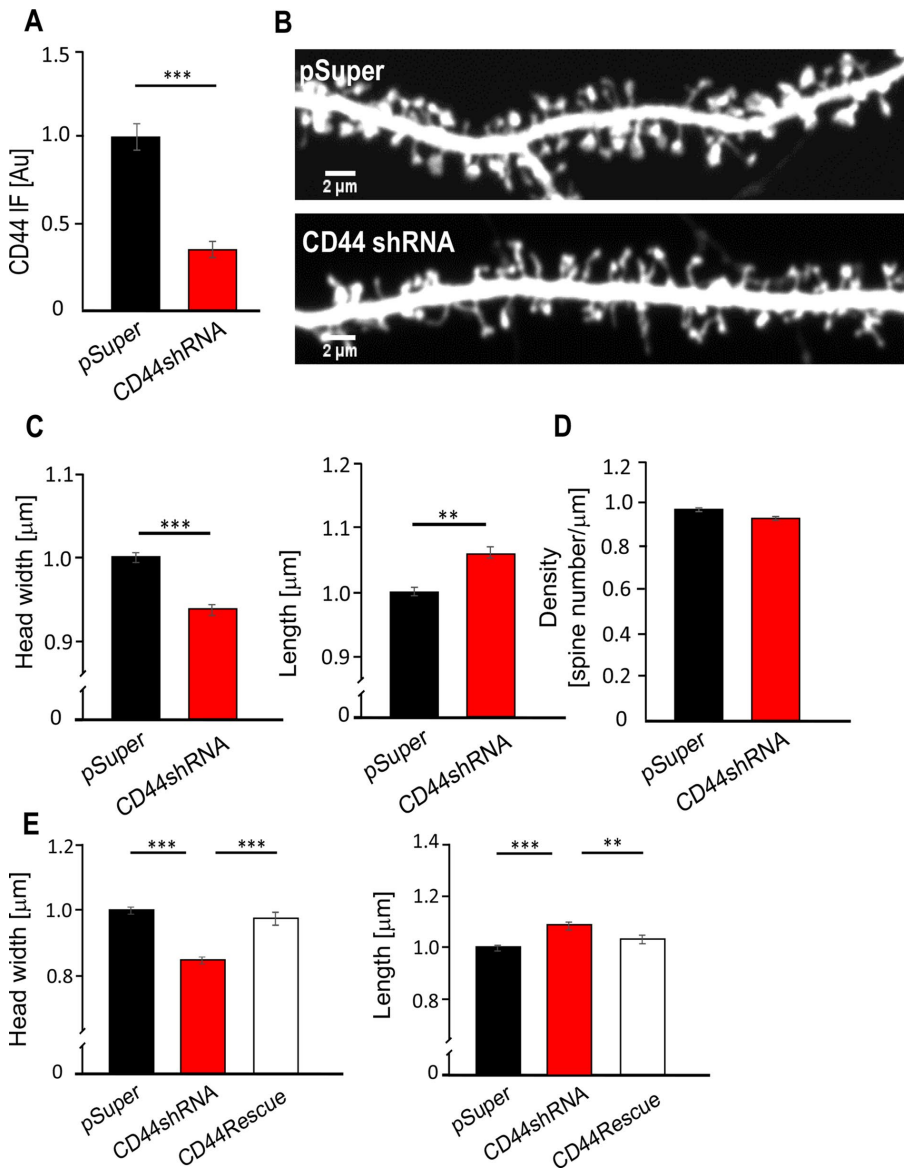 A
CD44 IF [Au]
1.5
1.0
0.5
0
***
pSuper
CD44shRNA
B
pSuper
2 µm
CD44 shRNA
2 µm
C
Head width [µm]
1.1
1.0
0.9
0
***
pSuper
CD44shRNA
Length [µm]
1.2
1.1
1.0
0.9
0
**
pSuper
CD44shRNA
D
Density
[spine number/µm]
1.2
1.0
0.8
0.6
0.4
0.2
0
pSuper
CD44shRNA
E
Head width [µm]
1.2
1.0
0.8
0
***
***
pSuper
CD44shRNA
CD44Rescue
Length [µm]
1.4
1.2
1.0
0.8
0
***
**
pSuper
CD44shRNA
CD44Rescue